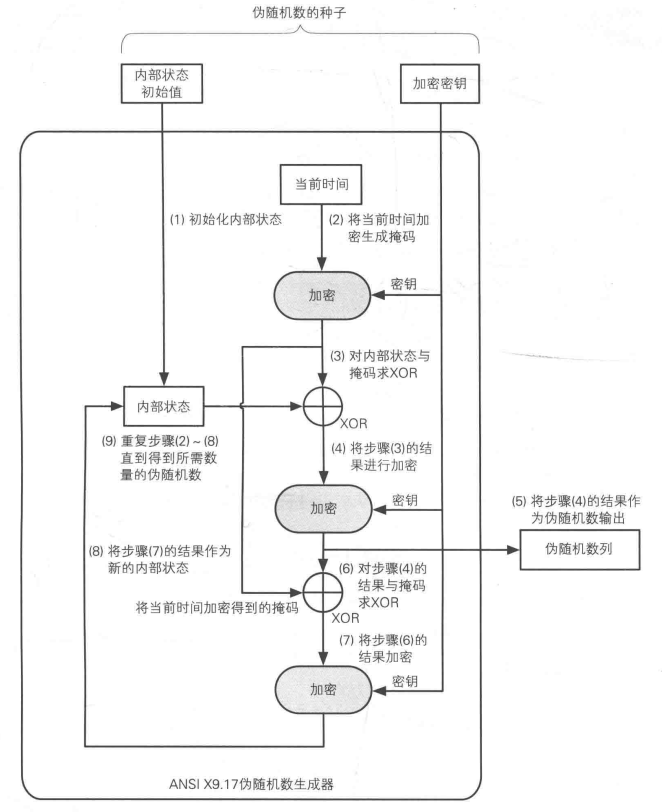 伪随机数的种子
内部状态
初始值
加密密钥
当前时间
(1) 初始化内部状态
(2) 将当前时间加
密生成掩码
加密
密钥
(3) 对内部状态与
掩码求XOR
内部状态
XOR
(9) 重复步骤(2)~(8)
直到得到所需数
量的伪随机数
(4) 将步骤(3)的结
果进行加密
加密
密钥
(5) 将步骤(4)的结果作
为伪随机数输出
伪随机数列
(8) 将步骤(7)的结果作为
新的内部状态
(6) 对步骤(4)的
结果与掩码
求XOR
将当前时间加密得到的掩码
XOR
(7) 将步骤(6)的
结果加密
加密
密钥
ANSI X9.17伪随机数生成器